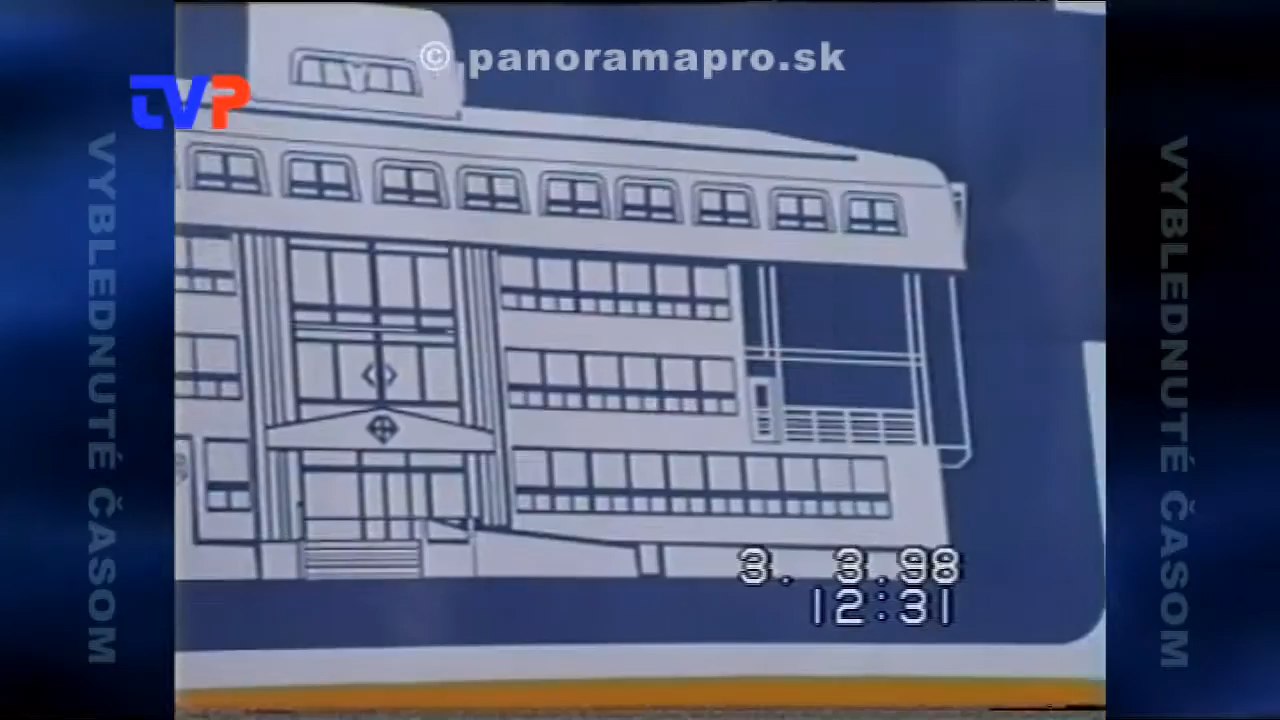 © panoramapro.sk
TVP
VYBLEDNUTÉ ČASOM
VYBLEDNUTÉ ČASOM
3. 3.98
12:31